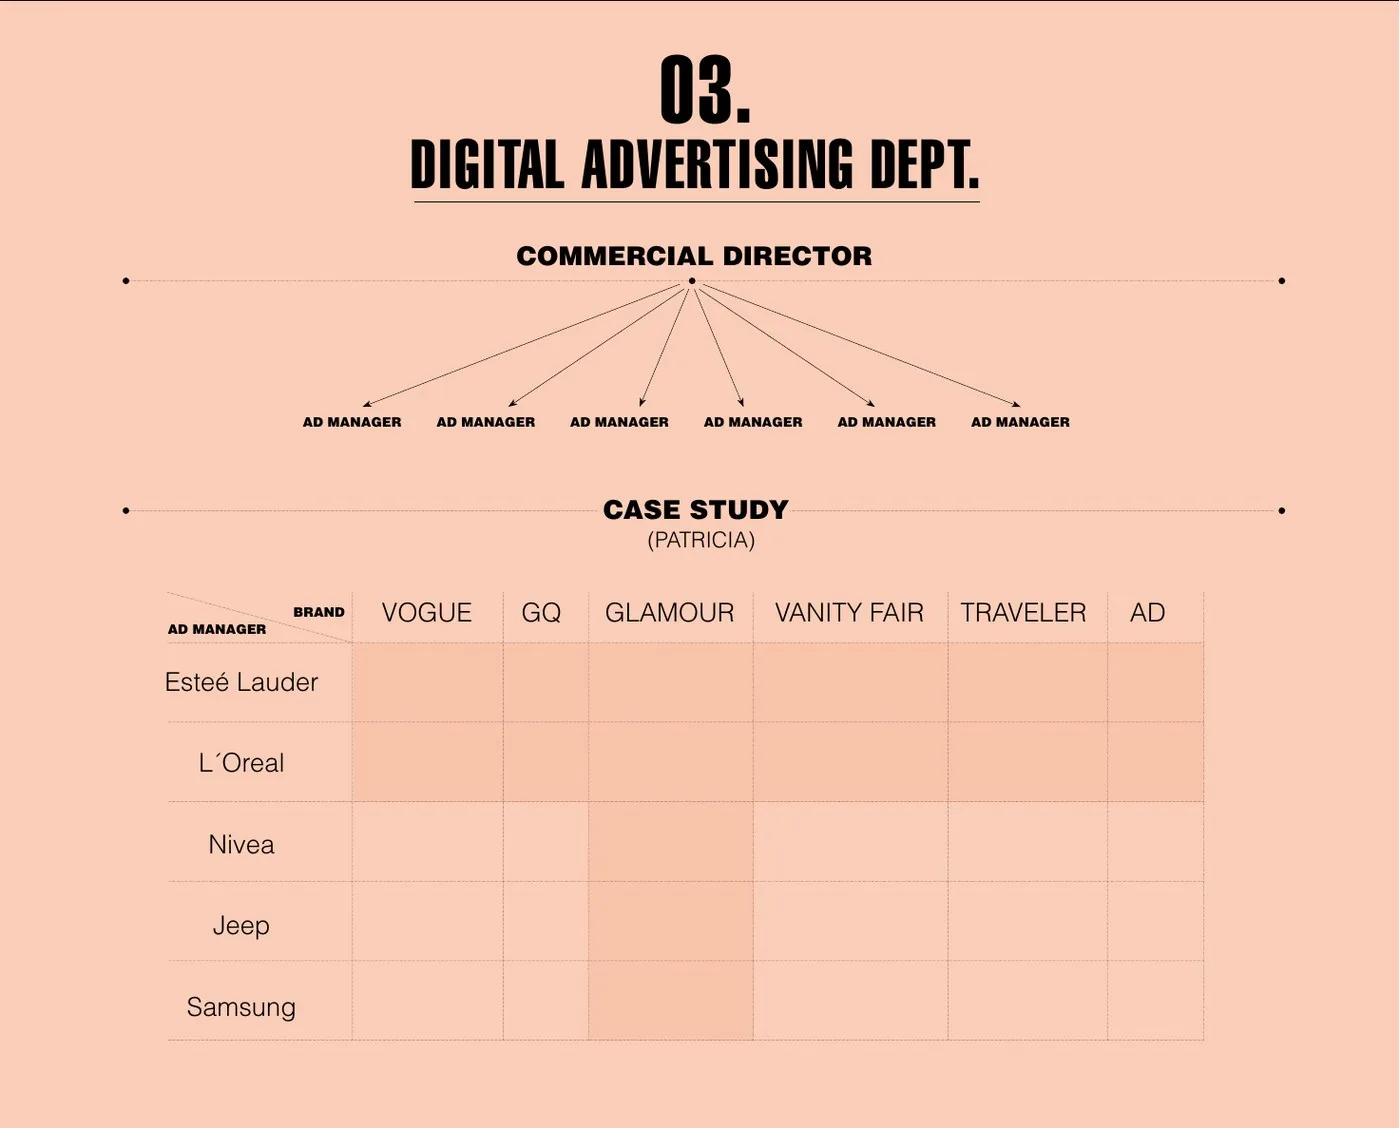 03.
DIGITAL ADVERTISING DEPT.
COMMERCIAL DIRECTOR
AD MANAGER AD MANAGER AD MANAGER AD MANAGER AD MANAGER AD MANAGER
CASE STUDY
(PATRICIA)
BRAND
AD MANAGER
VOGUE GQ GLAMOUR VANITY FAIR TRAVELER AD
Esteé Lauder
L´Oreal
Nivea
Jeep
Samsung